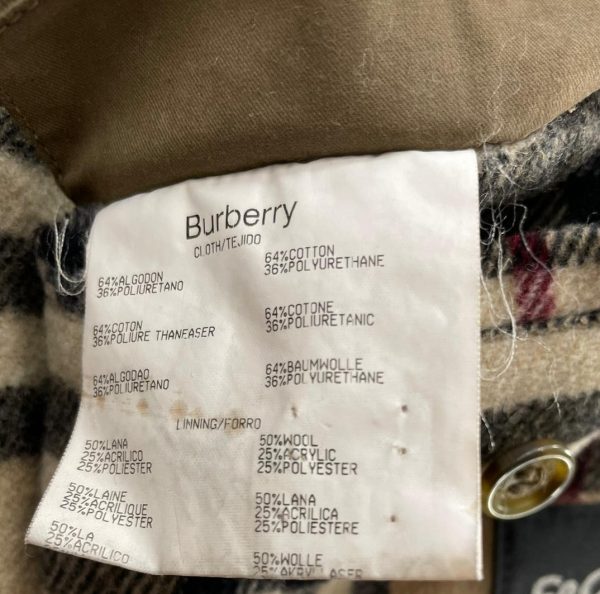 Burberry
CLOTH/TEJIDO
64%ALGODON
36%POLIURETANO
64%COTTON
36%POLYURETHANE
64%COTON
36%POLIURE THANEASER
64%COTONE
36%POLIURETANIC
64%ALGODAO
36%POLIURETANO
64%BAUMWOLLE
36%POLYURETHANE
LINNING/FORRO
50%LANA
25%ACRILICO
25%POLIESTER
50%WOOL
25%ACRYLIC
25%POLYESTER
50%LAINE
25%ACRILIQUE
25%POLYESTER
50%LANA
25%ACRILICA
25%POLIESTERE
50%LA
25%ACRILICO
50%WOLLE
25%AKRYLLASER